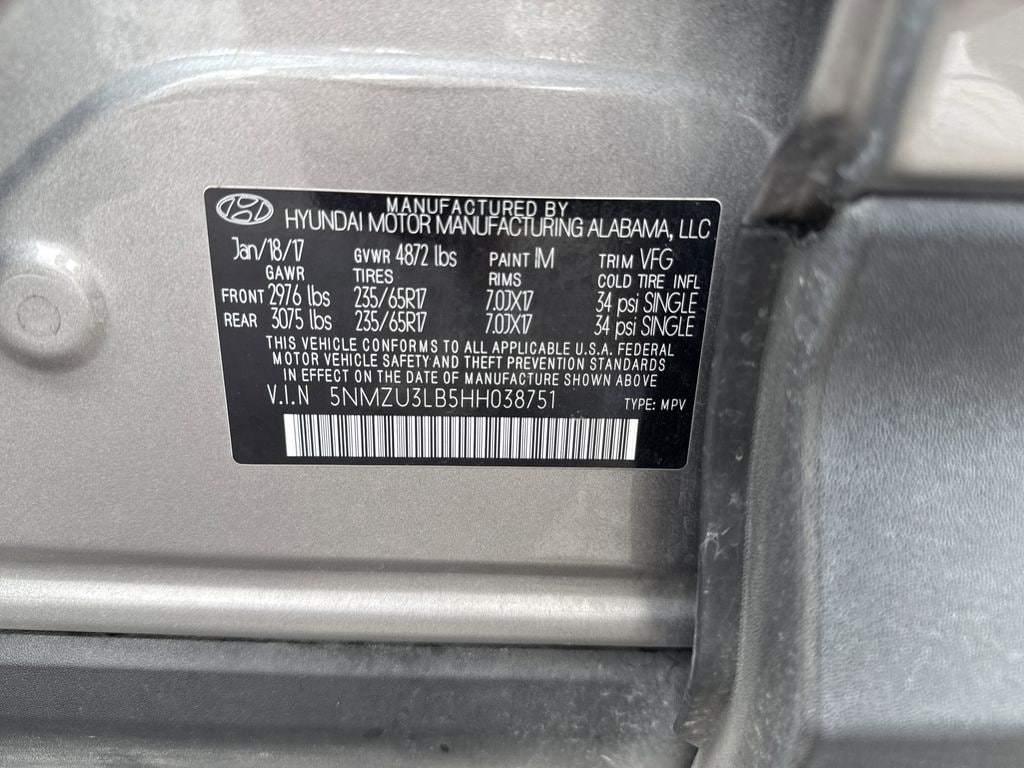 MANUFACTURED BY
HYUNDAI MOTOR MANUFACTURING ALABAMA, LLC
Jan/18/17 GVWR 4872 lbs PAINT IM TRIM VFG
GAWR TIRES RIMS COLD TIRE INFL
FRONT 2976 lbs 235/65R17 7.0JX17 34 psi SINGLE
REAR 3075 lbs 235/65R17 7.0JX17 34 psi SINGLE
THIS VEHICLE CONFORMS TO ALL APPLICABLE U.S.A. FEDERAL
MOTOR VEHICLE SAFETY AND THEFT PREVENTION STANDARDS
IN EFFECT ON THE DATE OF MANUFACTURE SHOWN ABOVE
V.I.N 5NMZU3LB5HH038751 TYPE: MPV